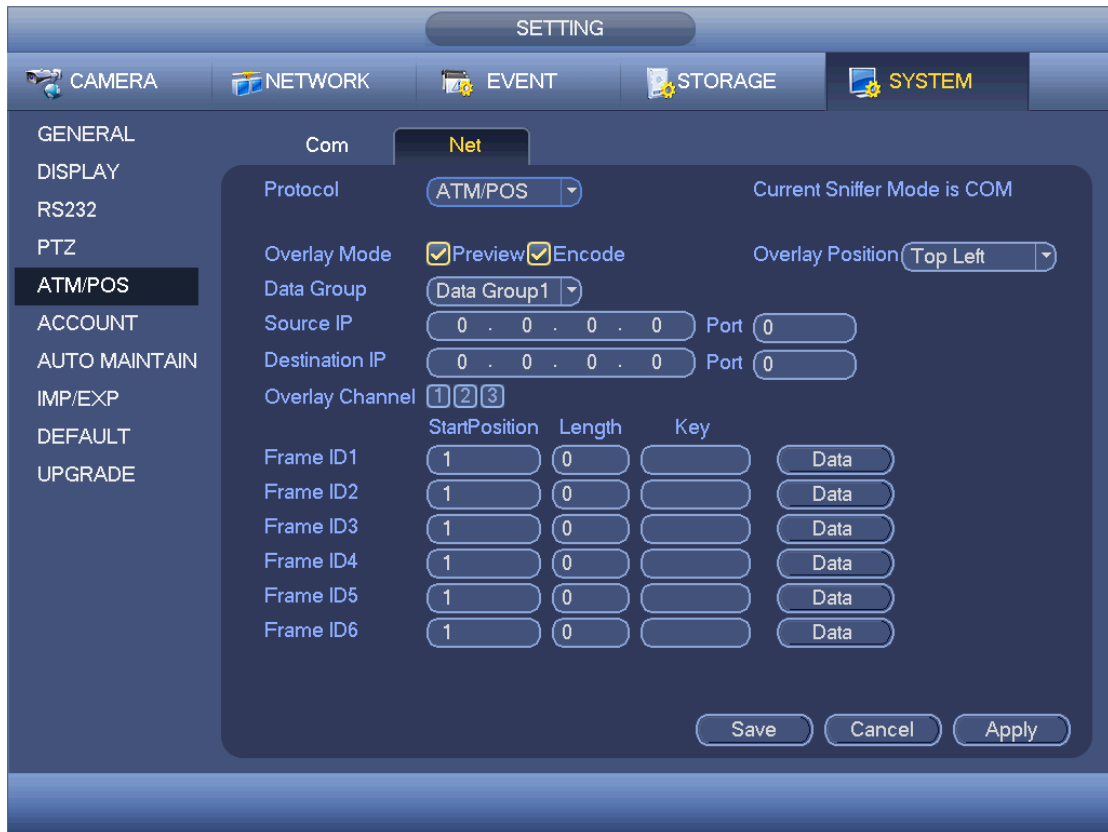 SETTING
CAMERA NETWORK EVENT STORAGE SYSTEM
GENERAL
DISPLAY
RS232
PTZ
ATM/POS
ACCOUNT
AUTO MAINTAIN
IMP/EXP
DEFAULT
UPGRADE
Com Net
Protocol ATM/POS Current Sniffer Mode is COM
Overlay Mode Preview Encode Overlay Position Top Left
Data Group Data Group1
Source IP 0 . 0 . 0 . 0 Port 0
Destination IP 0 . 0 . 0 . 0 Port 0
Overlay Channel 1 2 3
StartPosition Length Key
Frame ID1 1 0 Data
Frame ID2 1 0 Data
Frame ID3 1 0 Data
Frame ID4 1 0 Data
Frame ID5 1 0 Data
Frame ID6 1 0 Data
Save Cancel Apply